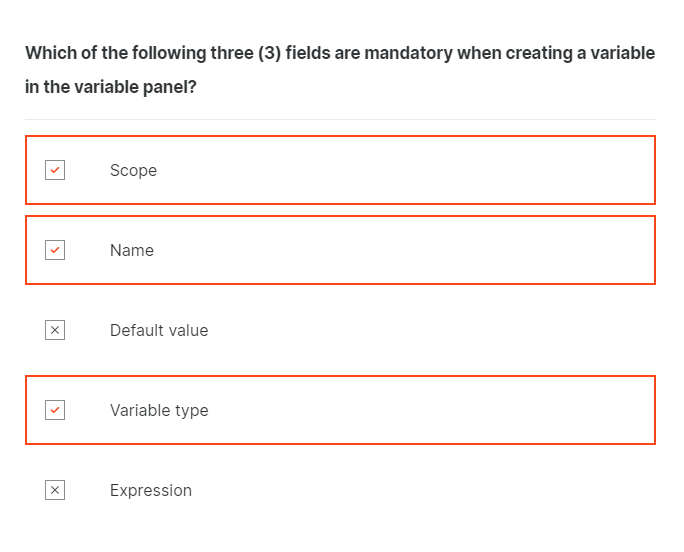 Which of the following three (3) fields are mandatory when creating a variable
in the variable panel?
Scope
Name
Default value
Variable type
Expression